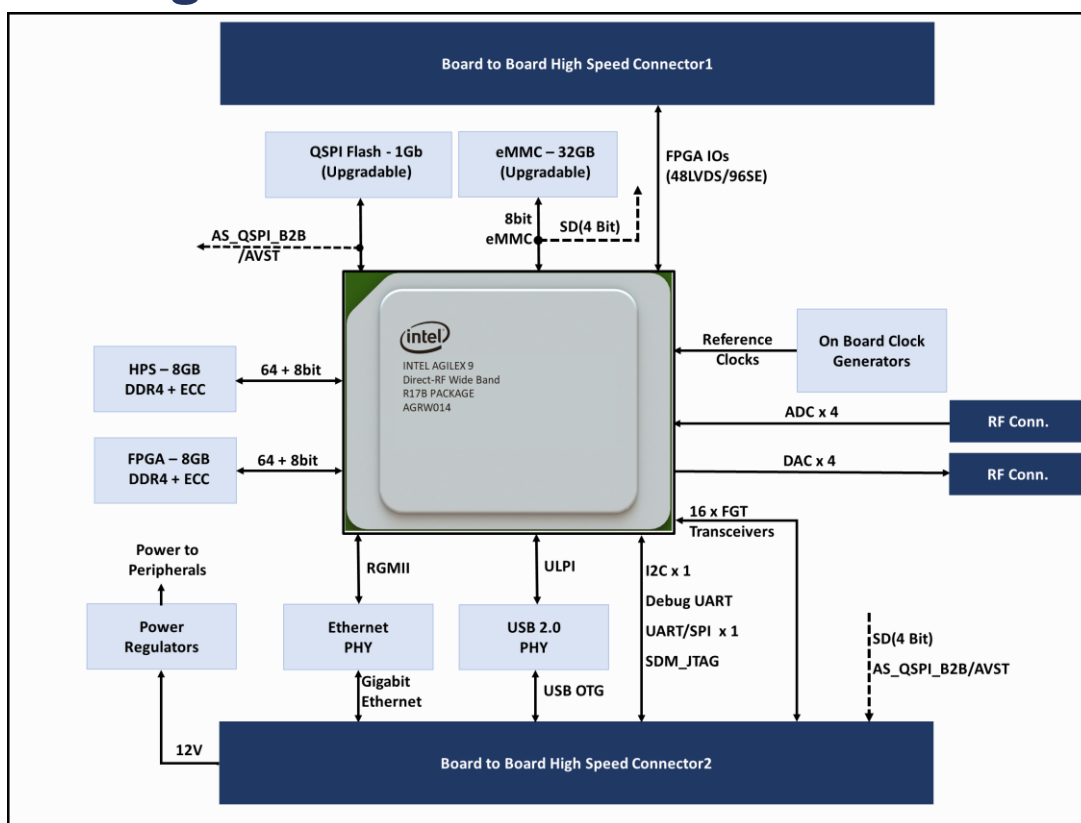 Board to Board High Speed Connector1
QSPI Flash - 1Gb
(Upgradable)
eMMC – 32GB
(Upgradable)
FPGA IOs
(48LVDS/96SE)
8bit
eMMC
SD(4 Bit)
AS_QSPI_B2B
/AVST
intel
INTEL AGILEX 9
Direct-RF Wide Band
R17B PACKAGE
AGRW014
Reference
Clocks
On Board Clock
Generators
HPS – 8GB
DDR4 + ECC
64 + 8bit
ADC x 4
RF Conn.
FPGA – 8GB
DDR4 + ECC
64 + 8bit
DAC x 4
RF Conn.
16 x FGT
Transceivers
Power to
Peripherals
RGMII
ULPI
I2C x 1
Debug UART
UART/SPI x 1
SDM_JTAG
Power
Regulators
Ethernet
PHY
USB 2.0
PHY
SD(4 Bit)
AS_QSPI_B2B/AVST
Gigabit
Ethernet
USB OTG
12V
Board to Board High Speed Connector2